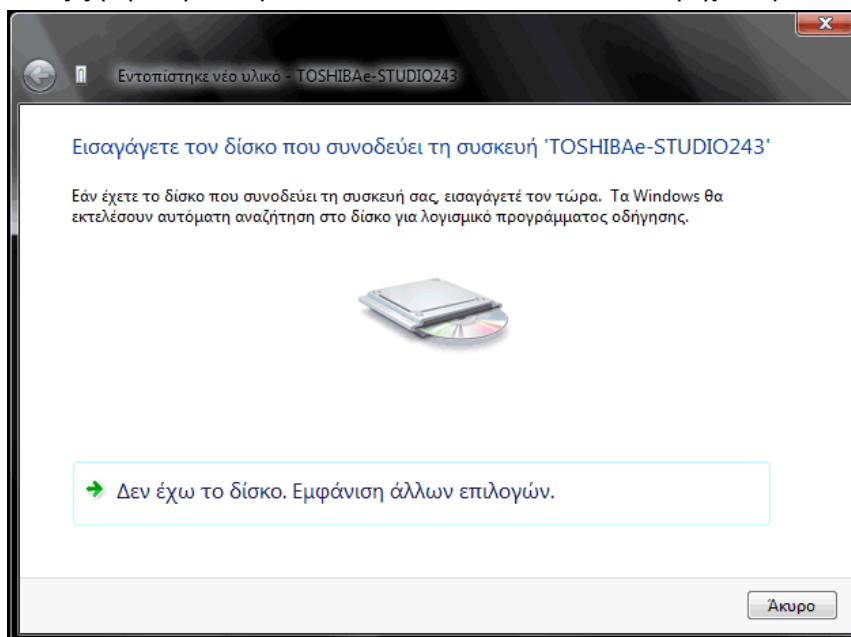 Εντοπίστηκε νέο υλικό - TOSHIBAe-STUDIO243
Εισαγάγετε τον δίσκο που συνοδεύει τη συσκευή 'TOSHIBAe-STUDIO243'
Εάν έχετε το δίσκο που συνοδεύει τη συσκευή σας, εισαγάγετέ τον τώρα. Τα Windows θα
εκτελέσουν αυτόματη αναζήτηση στο δίσκο για λογισμικό προγράμματος οδήγησης.
Δεν έχω το δίσκο. Εμφάνιση άλλων επιλογών.
Άκυρο